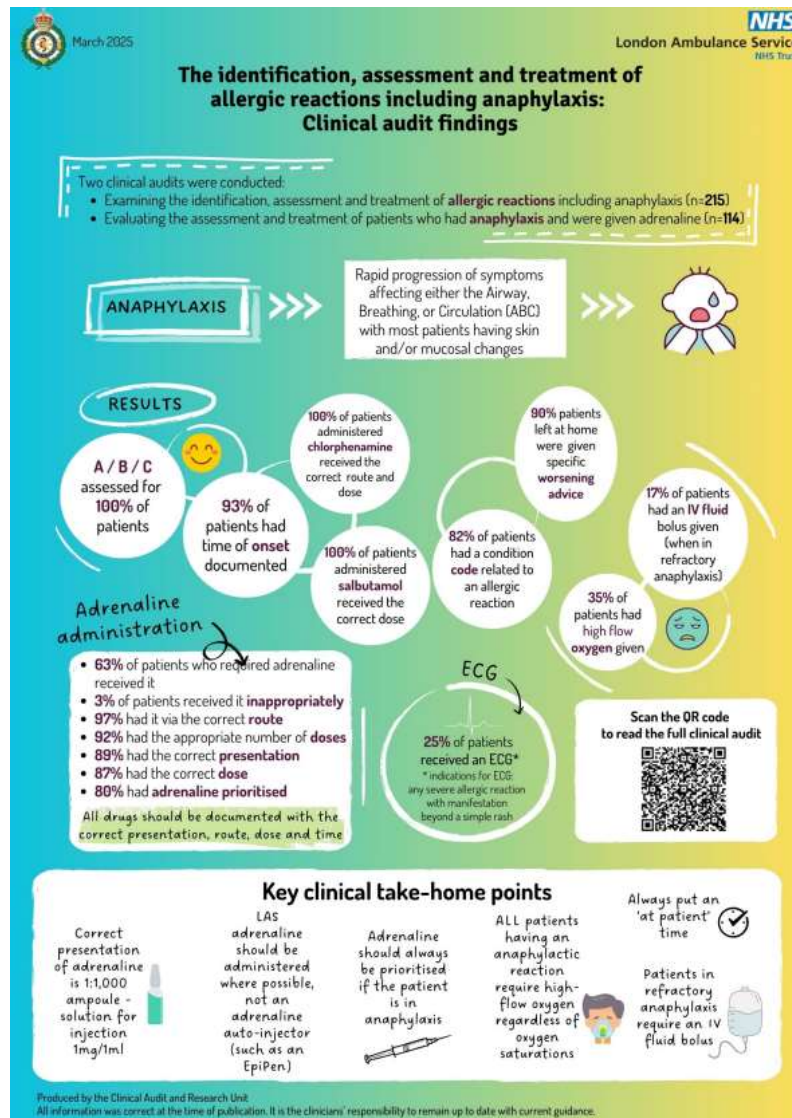 March 2025
NHS
London Ambulance Service
NHS Trus
The identification, assessment and treatment of
allergic reactions including anaphylaxis:
Clinical audit findings
Two clinical audits were conducted:
• Examining the identification, assessment and treatment of allergic reactions including anaphylaxis (n=215)
• Evaluating the assessment and treatment of patients who had anaphylaxis and were given adrenaline (n=114)
ANAPHYLAXIS
Rapid progression of symptoms
affecting either the Airway,
Breathing, or Circulation (ABC)
with most patients having skin
and/or mucosal changes
RESULTS
A / B / C
assessed for
100% of
patients
93% of
patients had
time of onset
documented
100% of patients
administered
chlorphenamine
received the
correct route and
dose
100% of patients
administered
salbutamol
received the
correct dose
82% of patients
had a condition
code related to
an allergic
reaction
90% patients
left at home
were given
specific
worsening
advice
17% of patients
had an IV fluid
bolus given
(when in
refractory
anaphylaxis)
35% of
patients had
high flow
oxygen given
Adrenaline
administration
• 63% of patients who required adrenaline
received it
• 3% of patients received it inappropriately
• 97% had it via the correct route
• 92% had the appropriate number of doses
• 89% had the correct presentation
• 87% had the correct dose
• 80% had adrenaline prioritised
All drugs should be documented with the
correct presentation, route, dose and time
ECG
25% of patients
received an ECG*
* indications for ECG:
any severe allergic reaction
with manifestation
beyond a simple rash
Scan the QR code
to read the full clinical audit
Key clinical take-home points
Correct
presentation
of adrenaline
is 1:1,000
ampoule -
solution for
injection
1mg/1ml
LAS
adrenaline
should be
administered
where possible,
not an
adrenaline
auto-injector
(such as an
EpiPen)
Adrenaline
should always
be prioritised
if the patient
is in
anaphylaxis
ALL patients
having an
anaphylactic
reaction
require high-
flow oxygen
regardless of
oxygen
saturations
Always put an
'at patient'
time
Patients in
refractory
anaphylaxis
require an IV
fluid bolus
Produced by the Clinical Audit and Research Unit
All information was correct at the time of publication. It is the clinicians' responsibility to remain up to date with current guidance.